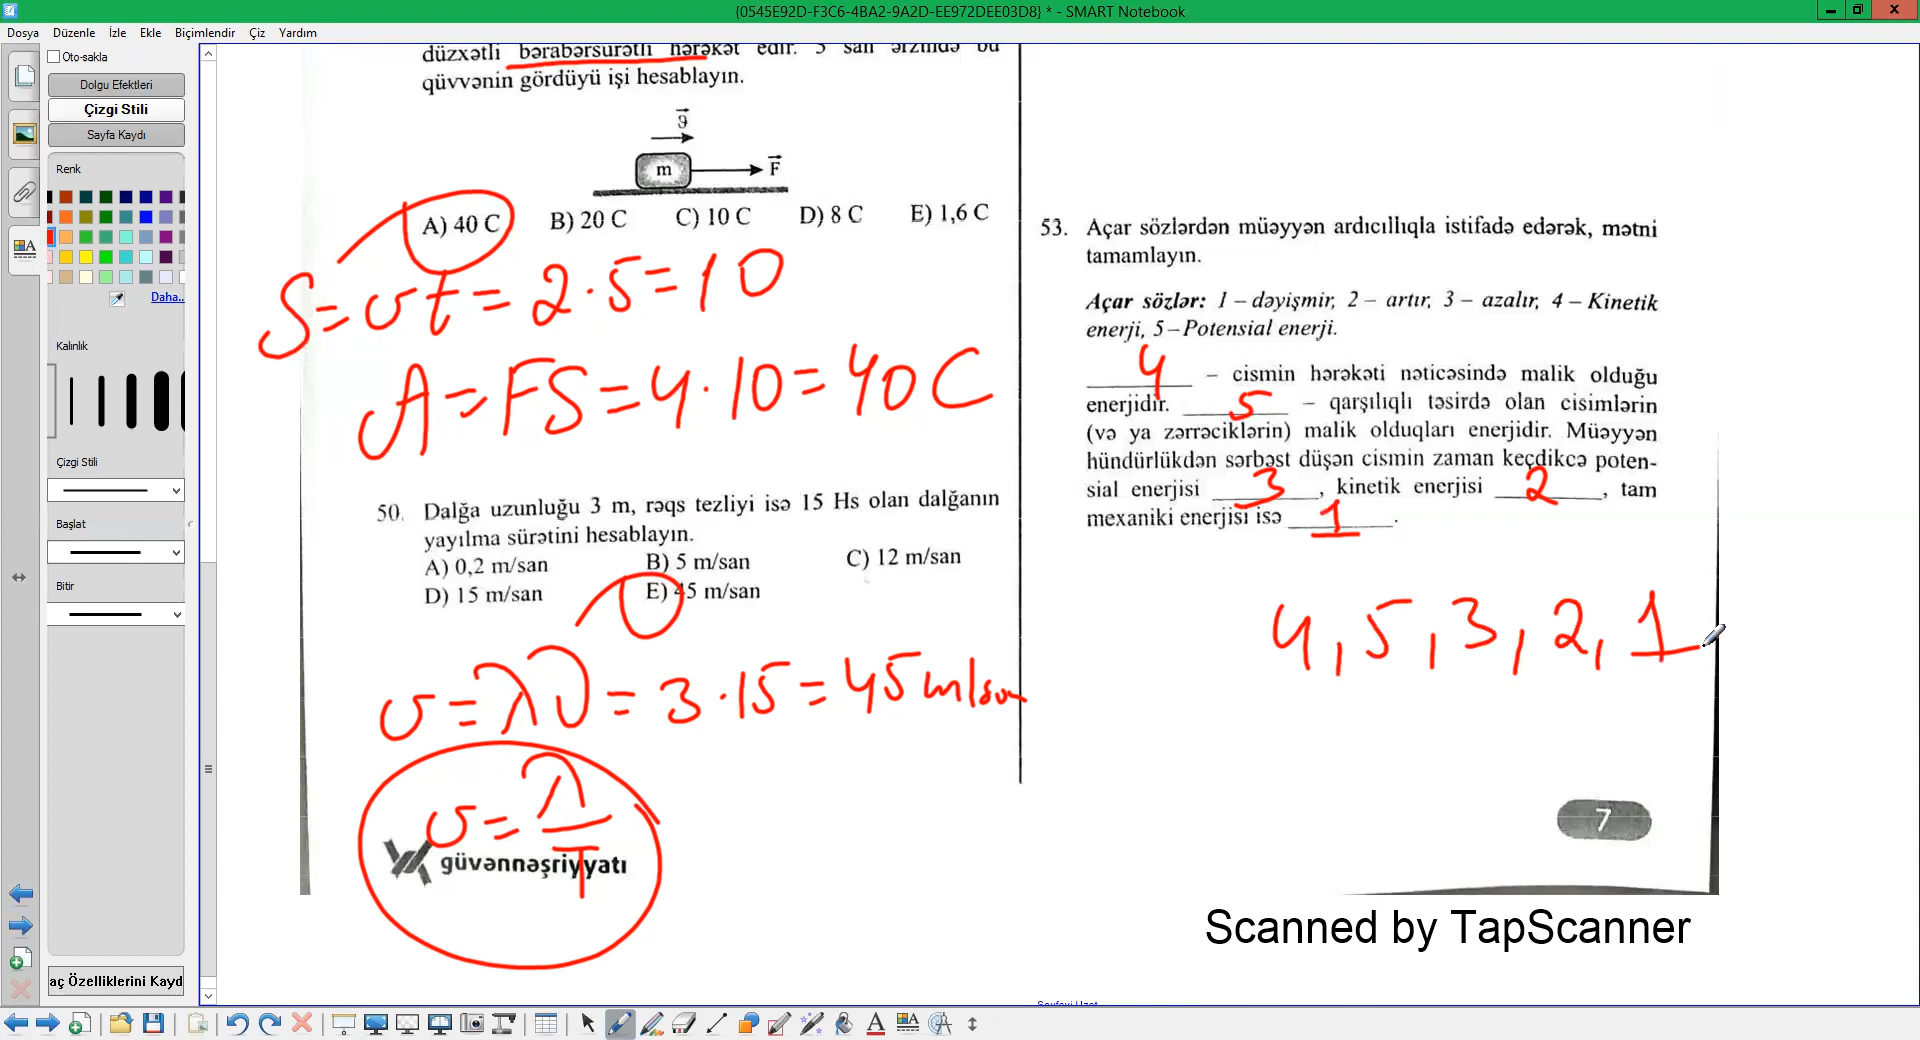 {0545E92D-F3C6-4BA2-9A2D-EE972DEE03D8} * - SMART Notebook
Dosya Düzenle İzle Ekle Biçimlendir Çiz Yardım
Oto-sakla
Dolgu Efektleri
Çizgi Stili
Sayfa Kaydı
Renk
Daha..
Kalınlık
Çizgi Stili
Başlat
Bitir
aç Özelliklerini Kayd
düzxətli bərabərsürətli hərəkət edir. 5 san ərzində bu
qüvvənin gördüyü işi hesablayın.
m
F
A) 40 C B) 20 C C) 10 C D) 8 C E) 1,6 C
S=υt=2·5=10
A=FS=4·10=40C
50. Dalğa uzunluğu 3 m, rəqs tezliyi isə 15 Hs olan dalğanın
yayılma sürətini hesablayın.
A) 0,2 m/san B) 5 m/san C) 12 m/san
D) 15 m/san E) 45 m/san
υ=λν=3·15=45 m/san
υ=λ/T
güvənnəşriyyatı
53. Açar sözlərdən müəyyən ardıcıllıqla istifadə edərək, mətni
tamamlayın.
Açar sözlər: 1 – dəyişmir, 2 – artır, 3 – azalır, 4 – Kinetik
enerji, 5 – Potensial enerji.
4 – cismin hərəkəti nəticəsində malik olduğu
enerjidir. 5 – qarşılıqlı təsirdə olan cisimlərin
(və ya zərrəciklərin) malik olduqları enerjidir. Müəyyən
hündürlükdən sərbəst düşən cismin zaman keçdikcə poten-
sial enerjisi 3, kinetik enerjisi 2, tam
mexaniki enerjisi isə 1.
4, 5, 3, 2, 1
7
Scanned by TapScanner